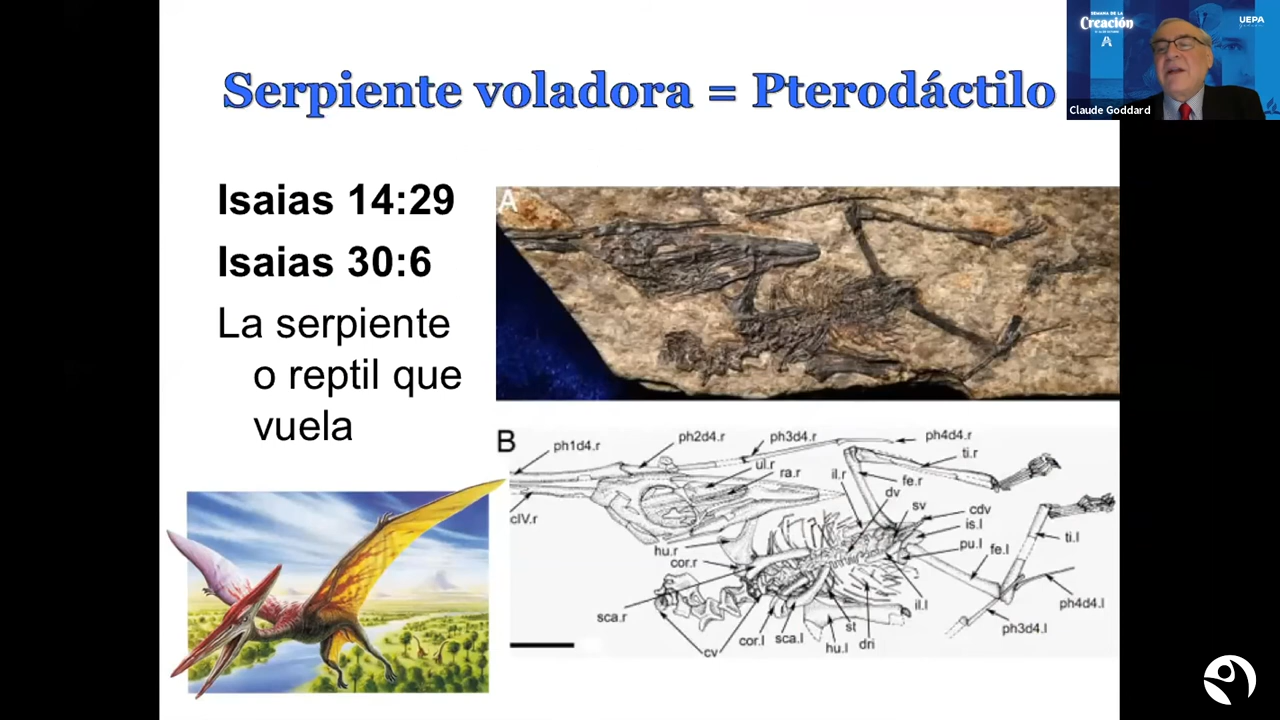 SEMANA DE LA
Creación
UEPA
Claude Goddard
Serpiente voladora = Pterodáctilo
Isaias 14:29
Isaias 30:6
La serpiente
o reptil que
vuela
A
B
ph1d4.r
ph2d4.r
ph3d4.r
ph4d4.r
ul.r
ra.r
il.r
fe.r
ti.r
dv
sv
cdv
is.l
pu.l
fe.l
ti.l
clV.r
hu.r
cor.r
sca.r
cv
cor.l
sca.l
st
hu.l
dri
il.l
ph4d4.l
ph3d4.l